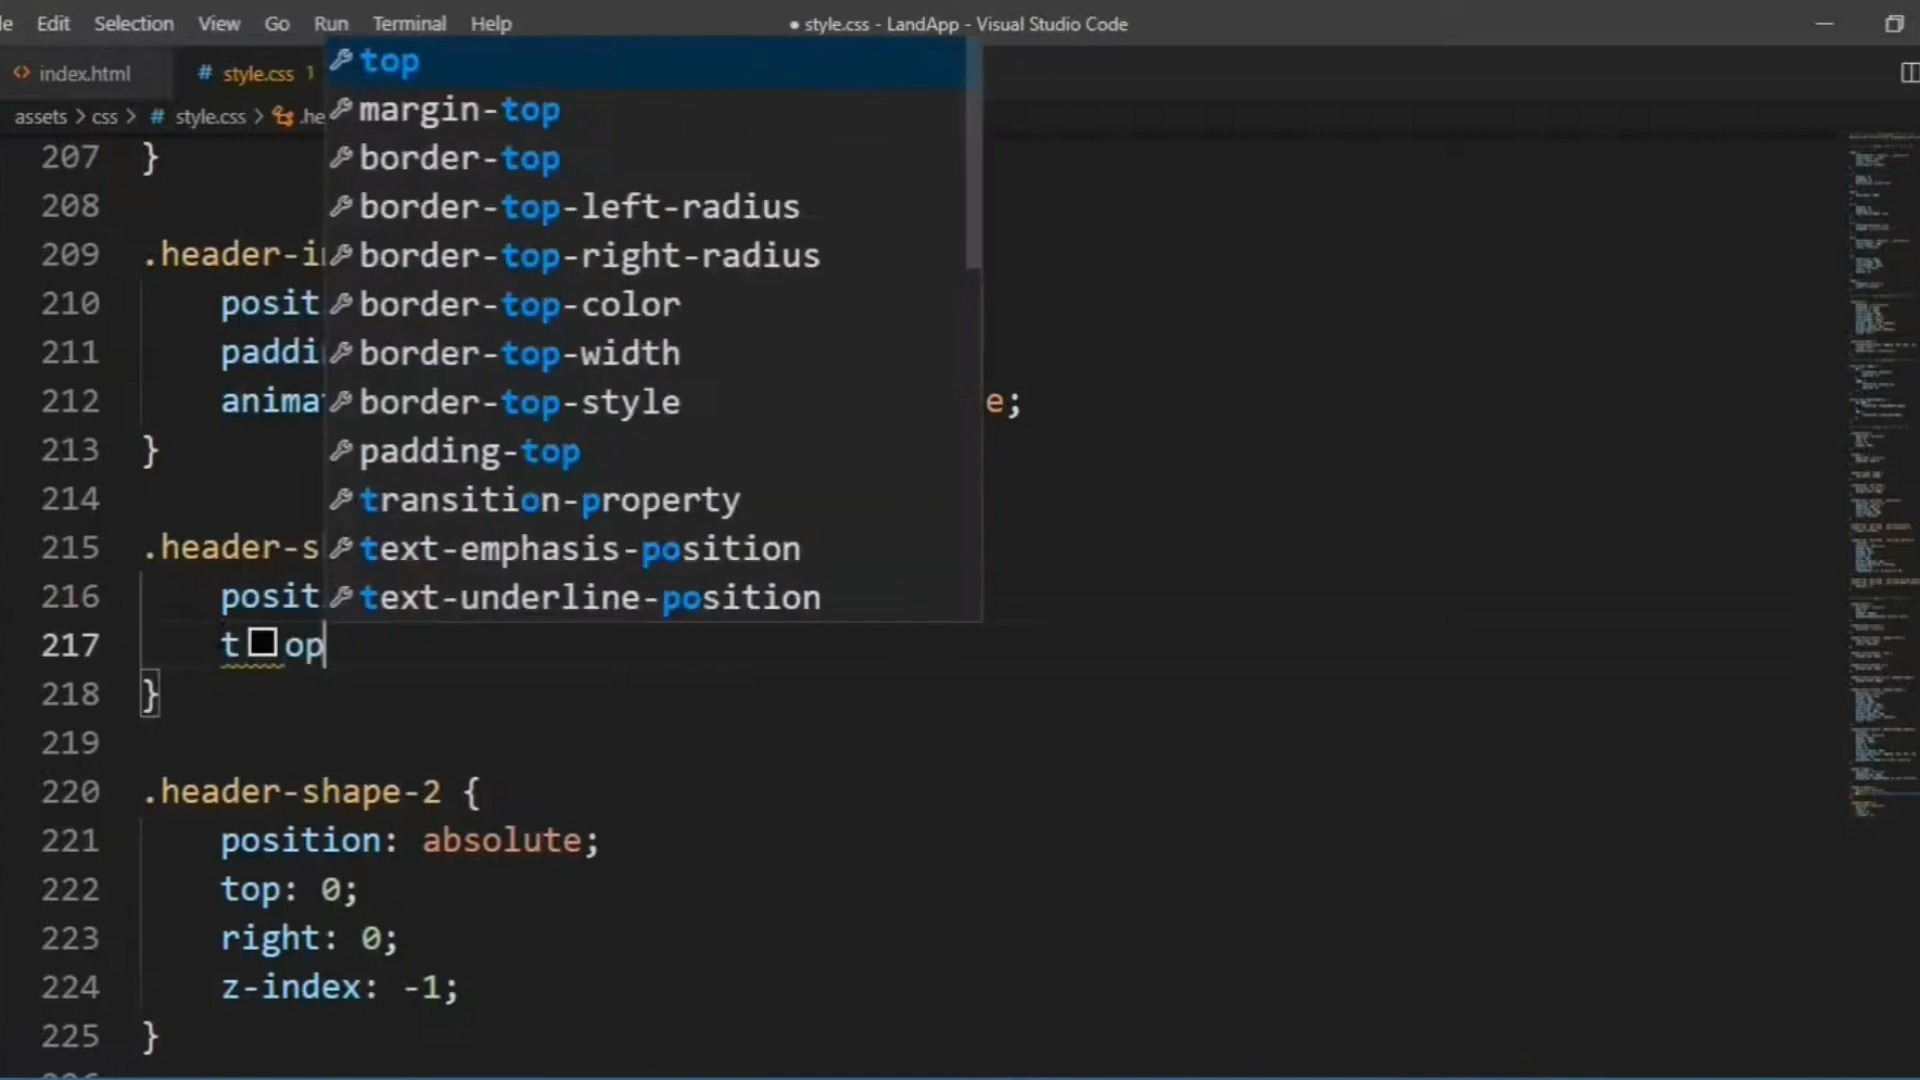 le Edit Selection View Go Run Terminal Help ● style.css - LandApp - Visual Studio Code
<> index.html # style.css 1
assets > css > # style.css > .he
top
margin-top
border-top
border-top-left-radius
border-top-right-radius
border-top-color
border-top-width
border-top-style
padding-top
transition-property
text-emphasis-position
text-underline-position
207 }
208
209 .header-i
210 posit
211 paddi
212 anima e;
213 }
214
215 .header-s
216 posit
217 top
218 }
219
220 .header-shape-2 {
221 position: absolute;
222 top: 0;
223 right: 0;
224 z-index: -1;
225 }